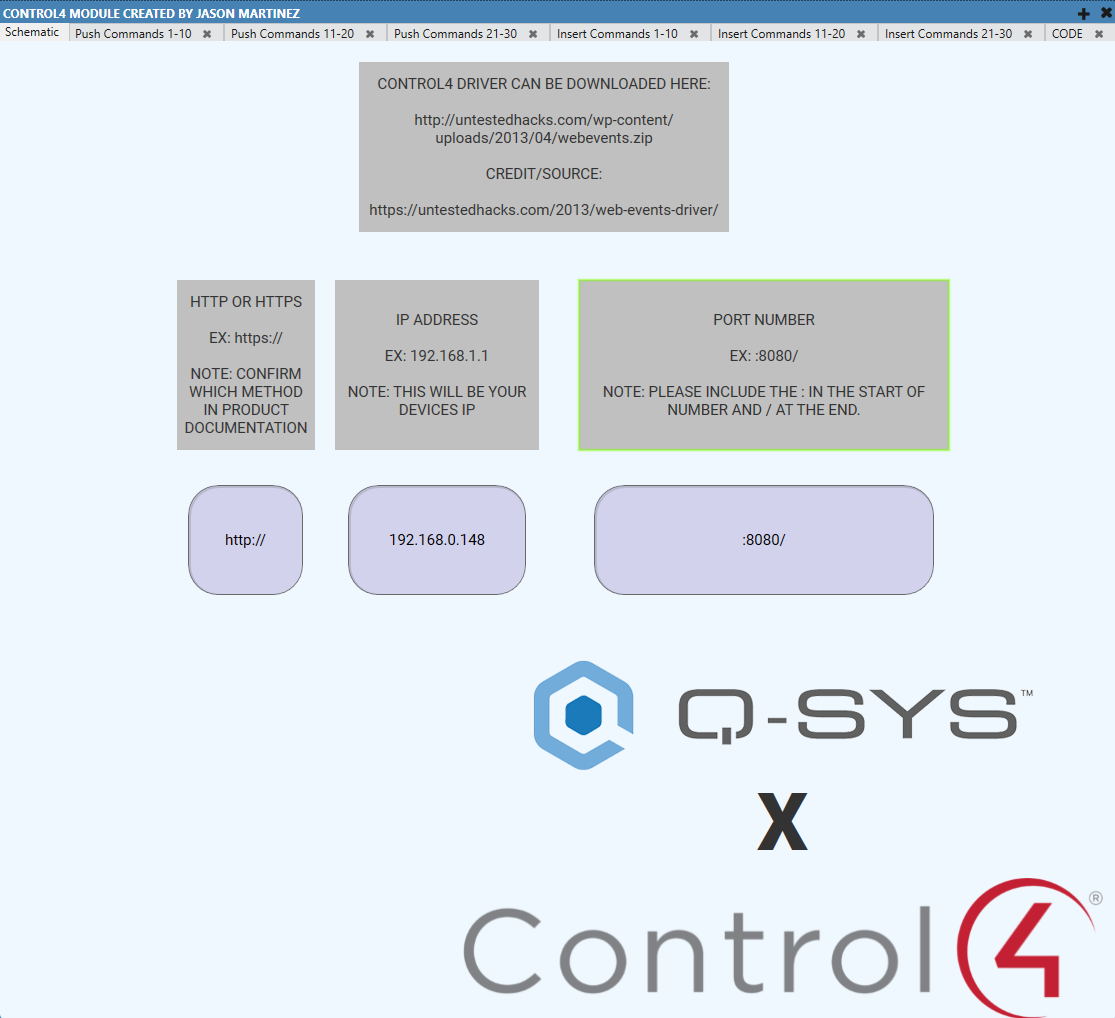 CONTROL4 MODULE CREATED BY JASON MARTINEZ
Schematic Push Commands 1-10 Push Commands 11-20 Push Commands 21-30 Insert Commands 1-10 Insert Commands 11-20 Insert Commands 21-30 CODE
CONTROL4 DRIVER CAN BE DOWNLOADED HERE:
http://untestedhacks.com/wp-content/
uploads/2013/04/webevents.zip
CREDIT/SOURCE:
https://untestedhacks.com/2013/web-events-driver/
HTTP OR HTTPS
EX: https://
NOTE: CONFIRM
WHICH METHOD
IN PRODUCT
DOCUMENTATION
IP ADDRESS
EX: 192.168.1.1
NOTE: THIS WILL BE YOUR
DEVICES IP
PORT NUMBER
EX: :8080/
NOTE: PLEASE INCLUDE THE : IN THE START OF
NUMBER AND / AT THE END.
http://
192.168.0.148
:8080/
Q-SYS™
X
Control4®